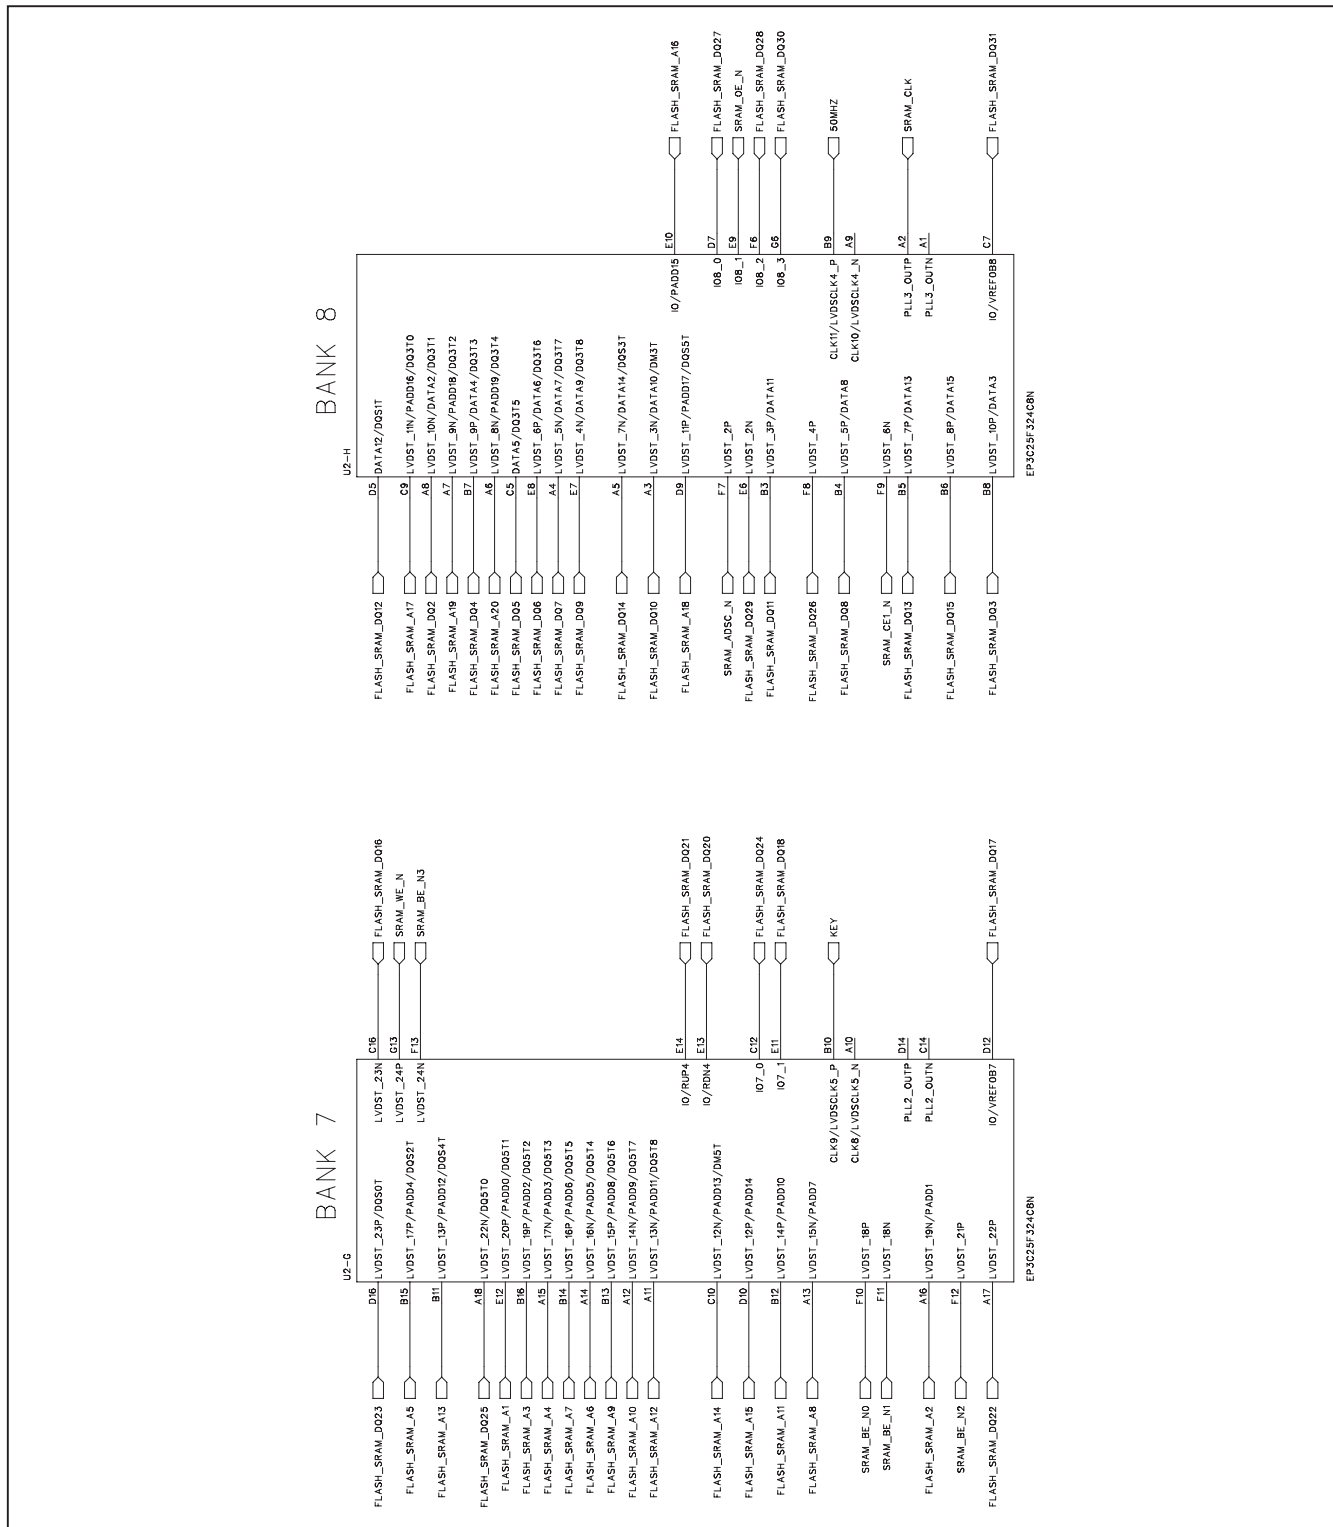 BANK 7
U2-G
FLASH_SRAM_DQ23 D16 LVDST_23P/DQS0T
FLASH_SRAM_A5 B15 LVDST_17P/PADD4/DQS2T
FLASH_SRAM_A13 B11 LVDST_13P/PADD12/DQS4T
FLASH_SRAM_DQ25 A18 LVDST_22N/DQ5T0
FLASH_SRAM_A1 E12 LVDST_20P/PADD0/DQ5T1
FLASH_SRAM_A3 B16 LVDST_19P/PADD2/DQ5T2
FLASH_SRAM_A4 A15 LVDST_17N/PADD3/DQ5T3
FLASH_SRAM_A7 B14 LVDST_16P/PADD6/DQ5T5
FLASH_SRAM_A6 A14 LVDST_16N/PADD5/DQ5T4
FLASH_SRAM_A9 B13 LVDST_15P/PADD8/DQ5T6
FLASH_SRAM_A10 A12 LVDST_14N/PADD9/DQ5T7
FLASH_SRAM_A12 A11 LVDST_13N/PADD11/DQ5T8
FLASH_SRAM_A14 C10 LVDST_12N/PADD13/DM5T
FLASH_SRAM_A15 D10 LVDST_12P/PADD14
FLASH_SRAM_A11 B12 LVDST_14P/PADD10
FLASH_SRAM_A8 A13 LVDST_15N/PADD7
SRAM_BE_N0 F10 LVDST_18P
SRAM_BE_N1 F11 LVDST_18N
FLASH_SRAM_A2 A16 LVDST_19N/PADD1
SRAM_BE_N2 F12 LVDST_21P
FLASH_SRAM_DQ22 A17 LVDST_22P
LVDST_23N C16 FLASH_SRAM_DQ16
LVDST_24P G13 SRAM_WE_N
LVDST_24N F13 SRAM_BE_N3
IO/RUP4 E14 FLASH_SRAM_DQ21
IO/RDN4 E13 FLASH_SRAM_DQ20
IO7_0 C12 FLASH_SRAM_DQ24
IO7_1 E11 FLASH_SRAM_DQ18
CLK9/LVDSCLK5_P B10 KEY
CLK8/LVDSCLK5_N A10
PLL2_OUTP D14
PLL2_OUTN C14
IO/VREF0B7 D12 FLASH_SRAM_DQ17
EP3C25F324C8N
BANK 8
U2-H
FLASH_SRAM_DQ12 D5 DATA12/DQS1T
FLASH_SRAM_A17 C9 LVDST_11N/PADD16/DQ3T0
FLASH_SRAM_DQ2 A8 LVDST_10N/DATA2/DQ3T1
FLASH_SRAM_A19 A7 LVDST_9N/PADD18/DQ3T2
FLASH_SRAM_DQ4 B7 LVDST_9P/DATA4/DQ3T3
FLASH_SRAM_A20 A6 LVDST_8N/PADD19/DQ3T4
FLASH_SRAM_DQ5 C5 DATA5/DQ3T5
FLASH_SRAM_DQ6 E8 LVDST_6P/DATA6/DQ3T6
FLASH_SRAM_DQ7 A4 LVDST_5N/DATA7/DQ3T7
FLASH_SRAM_DQ9 E7 LVDST_4N/DATA9/DQ3T8
FLASH_SRAM_DQ14 A5 LVDST_7N/DATA14/DQS3T
FLASH_SRAM_DQ10 A3 LVDST_3N/DATA10/DM3T
FLASH_SRAM_A18 D9 LVDST_11P/PADD17/DQS5T
SRAM_ADSC_N F7 LVDST_2P
FLASH_SRAM_DQ29 E6 LVDST_2N
FLASH_SRAM_DQ11 B3 LVDST_3P/DATA11
FLASH_SRAM_DQ26 F8 LVDST_4P
FLASH_SRAM_DQ8 B4 LVDST_5P/DATA8
SRAM_CE1_N F9 LVDST_6N
FLASH_SRAM_DQ13 B5 LVDST_7P/DATA13
FLASH_SRAM_DQ15 B6 LVDST_8P/DATA15
FLASH_SRAM_DQ3 B8 LVDST_10P/DATA3
IO/PADD15 E10 FLASH_SRAM_A16
IO8_0 D7 FLASH_SRAM_DQ27
IO8_1 E9 SRAM_OE_N
IO8_2 F6 FLASH_SRAM_DQ28
IO8_3 G6 FLASH_SRAM_DQ30
CLK11/LVDSCLK4_P B9 50MHZ
CLK10/LVDSCLK4_N A9
PLL3_OUTP A2 SRAM_CLK
PLL3_OUTN A1
IO/VREF0B8 C7 FLASH_SRAM_DQ31
EP3C25F324C8N